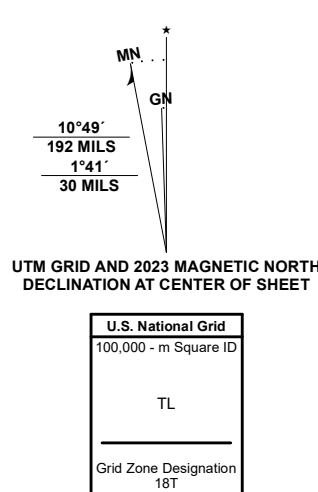 ★
MN
GN
10°49´
192 MILS
1°41´
30 MILS
UTM GRID AND 2023 MAGNETIC NORTH
DECLINATION AT CENTER OF SHEET
U.S. National Grid
100,000 - m Square ID
TL
Grid Zone Designation
18T